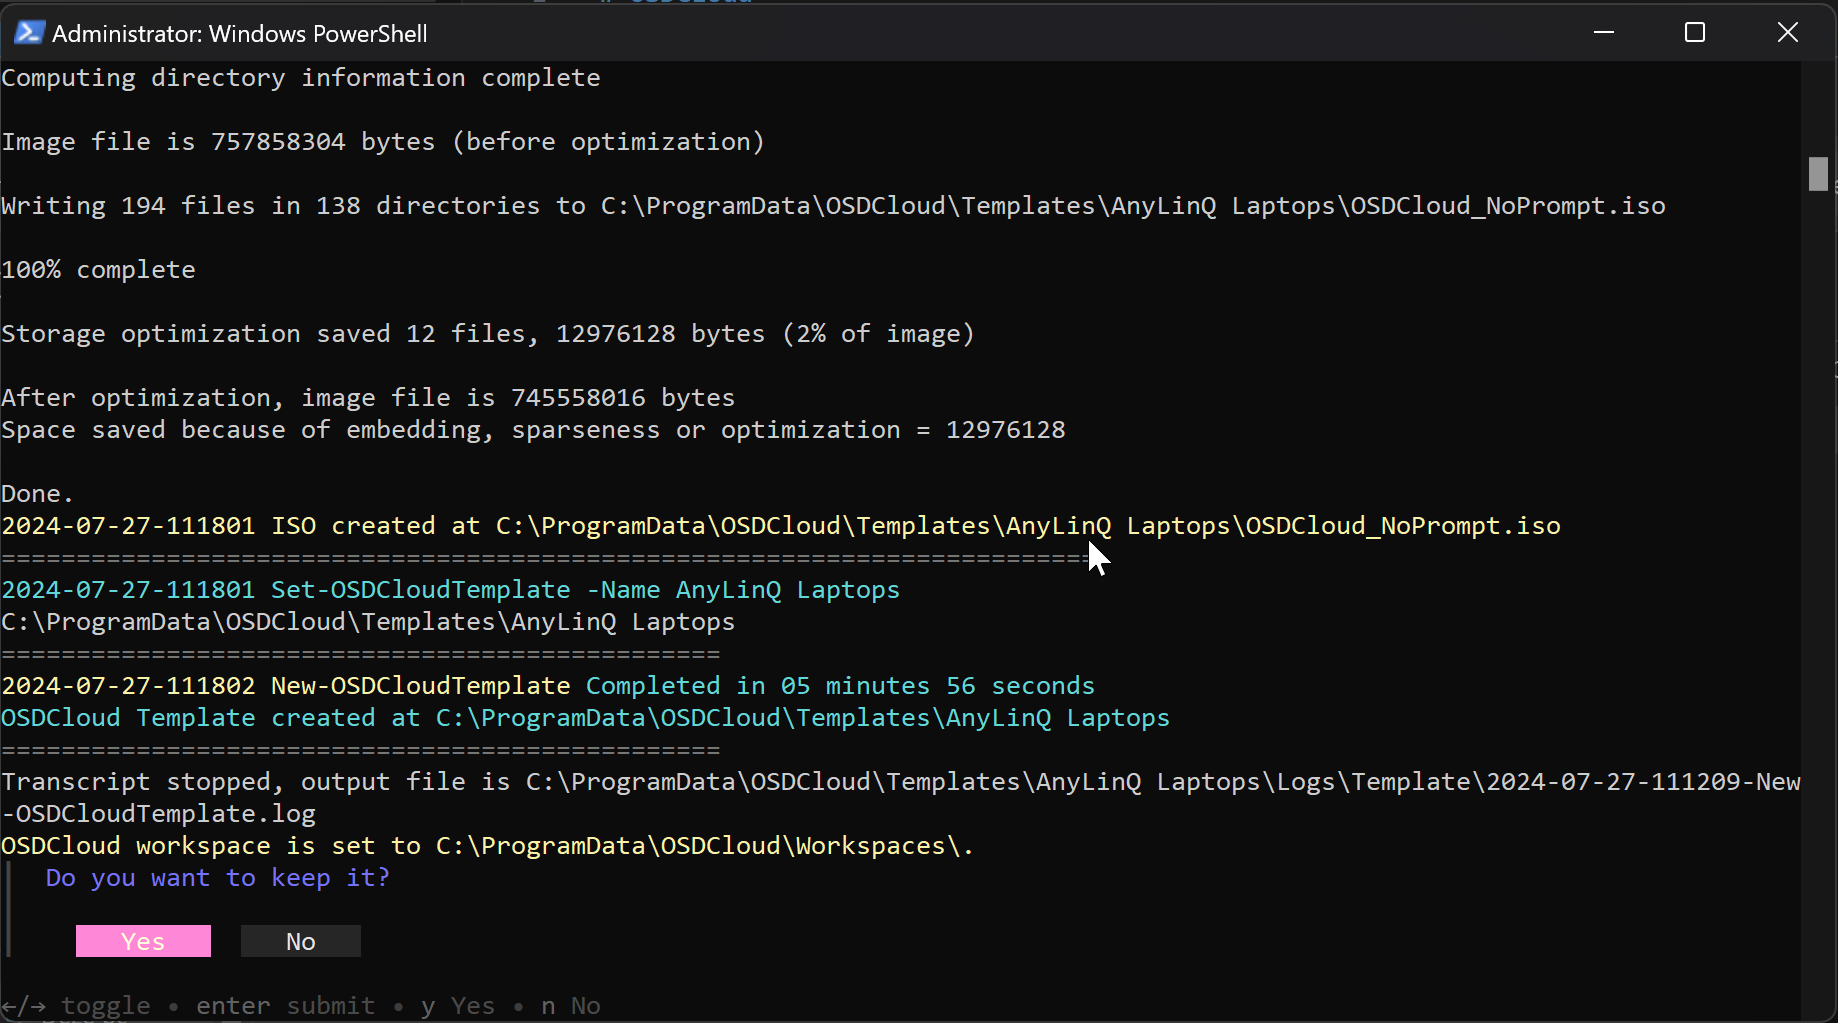 Administrator: Windows PowerShell
Computing directory information complete
Image file is 757858304 bytes (before optimization)
Writing 194 files in 138 directories to C:\ProgramData\OSDCloud\Templates\AnyLinQ Laptops\OSDCloud_NoPrompt.iso
100% complete
Storage optimization saved 12 files, 12976128 bytes (2% of image)
After optimization, image file is 745558016 bytes
Space saved because of embedding, sparseness or optimization = 12976128
Done.
2024-07-27-111801 ISO created at C:\ProgramData\OSDCloud\Templates\AnyLinQ Laptops\OSDCloud_NoPrompt.iso
=========================================================================
2024-07-27-111801 Set-OSDCloudTemplate -Name AnyLinQ Laptops
C:\ProgramData\OSDCloud\Templates\AnyLinQ Laptops
================================================
2024-07-27-111802 New-OSDCloudTemplate Completed in 05 minutes 56 seconds
OSDCloud Template created at C:\ProgramData\OSDCloud\Templates\AnyLinQ Laptops
================================================
Transcript stopped, output file is C:\ProgramData\OSDCloud\Templates\AnyLinQ Laptops\Logs\Template\2024-07-27-111209-New
-OSDCloudTemplate.log
OSDCloud workspace is set to C:\ProgramData\OSDCloud\Workspaces\.
Do you want to keep it?
Yes No
←/→ toggle • enter submit • y Yes • n No